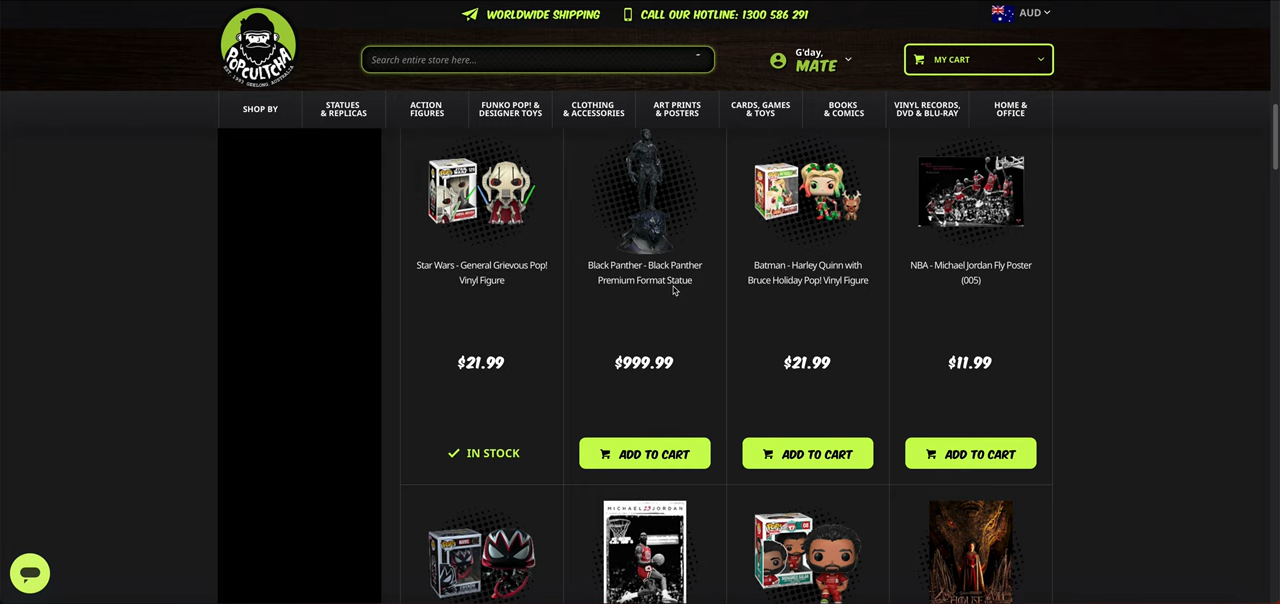 WORLDWIDE SHIPPING
CALL OUR HOTLINE: 1300 586 291
AUD
POPCULTCHA
Search entire store here...
G'day,
MATE
MY CART
SHOP BY
STATUES
& REPLICAS
ACTION
FIGURES
FUNKO POP! &
DESIGNER TOYS
CLOTHING
& ACCESSORIES
ART PRINTS
& POSTERS
CARDS, GAMES
& TOYS
BOOKS
& COMICS
VINYL RECORDS,
DVD & BLU-RAY
HOME &
OFFICE
Star Wars - General Grievous Pop!
Vinyl Figure
Black Panther - Black Panther
Premium Format Statue
Batman - Harley Quinn with
Bruce Holiday Pop! Vinyl Figure
NBA - Michael Jordan Fly Poster
(005)
$21.99
$999.99
$21.99
$11.99
IN STOCK
ADD TO CART
ADD TO CART
ADD TO CART
MICHAEL 23 JORDAN